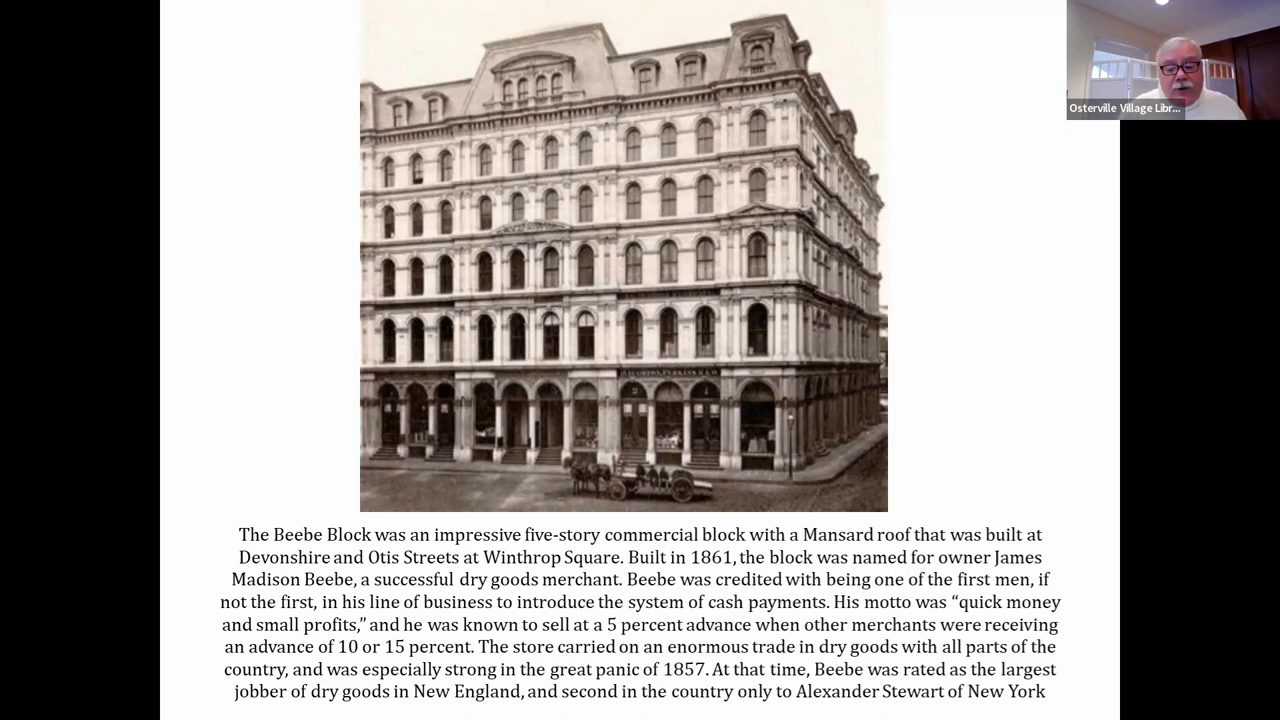 Osterville Village Libr...
PERKINS & CO.
The Beebe Block was an impressive five-story commercial block with a Mansard roof that was built at
Devonshire and Otis Streets at Winthrop Square. Built in 1861, the block was named for owner James
Madison Beebe, a successful dry goods merchant. Beebe was credited with being one of the first men, if
not the first, in his line of business to introduce the system of cash payments. His motto was “quick money
and small profits,” and he was known to sell at a 5 percent advance when other merchants were receiving
an advance of 10 or 15 percent. The store carried on an enormous trade in dry goods with all parts of the
country, and was especially strong in the great panic of 1857. At that time, Beebe was rated as the largest
jobber of dry goods in New England, and second in the country only to Alexander Stewart of New York